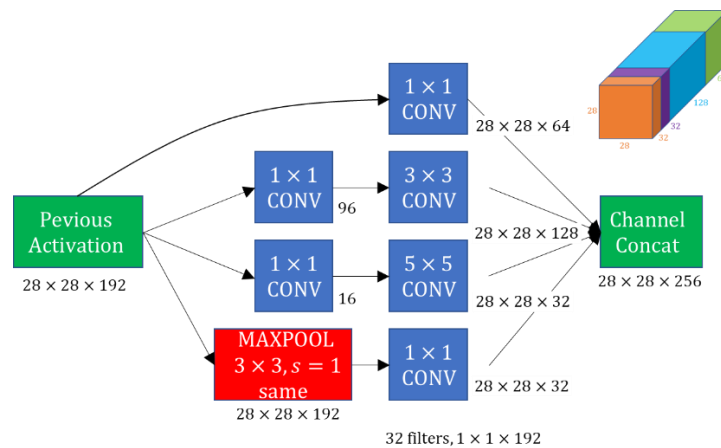 1 × 1
CONV
28 × 28 × 64
28
28
32
32
128
1 × 1
CONV
96
3 × 3
CONV
28 × 28 × 128
Pevious
Activation
28 × 28 × 192
Channel
Concat
28 × 28 × 256
1 × 1
CONV
16
5 × 5
CONV
28 × 28 × 32
MAXPOOL
3 × 3, s = 1
same
28 × 28 × 192
1 × 1
CONV
28 × 28 × 32
32 filters, 1 × 1 × 192